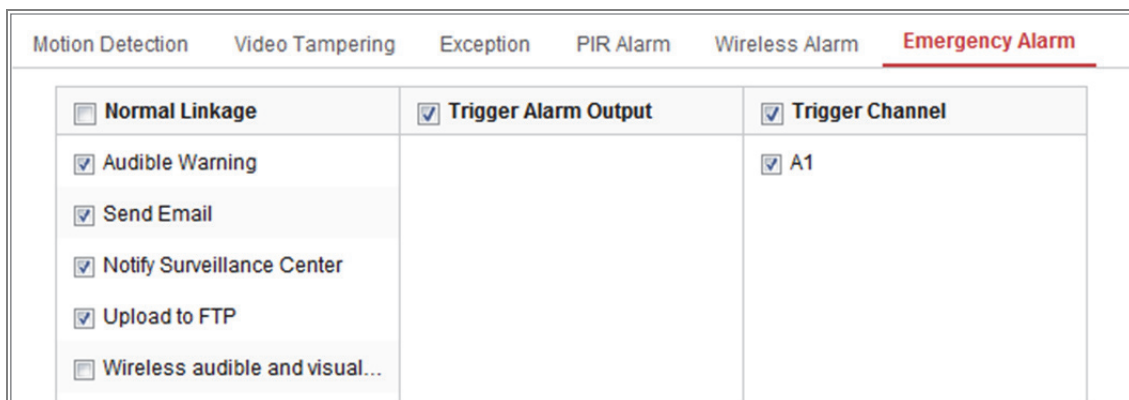 Motion Detection Video Tampering Exception PIR Alarm Wireless Alarm Emergency Alarm
Normal Linkage Trigger Alarm Output Trigger Channel
Audible Warning A1
Send Email
Notify Surveillance Center
Upload to FTP
Wireless audible and visual...